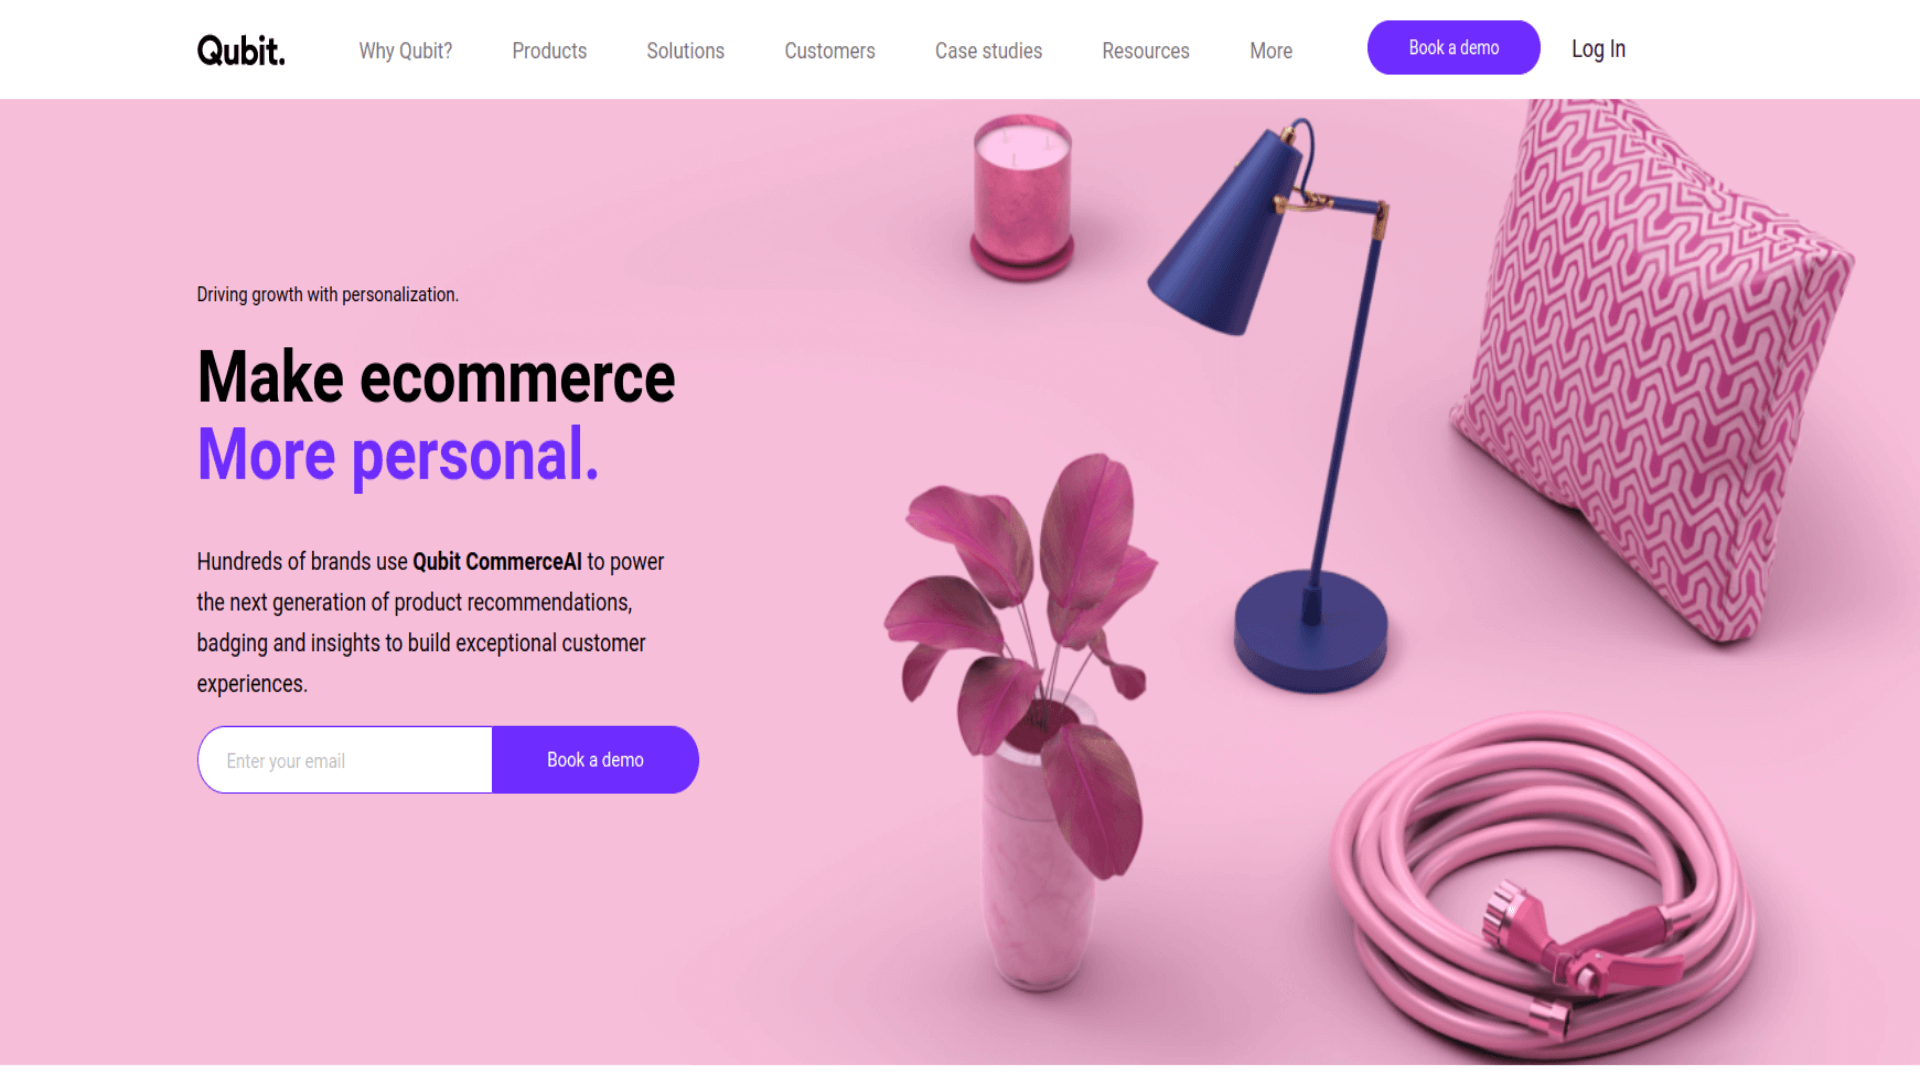 Qubit.
Why Qubit?
Products
Solutions
Customers
Case studies
Resources
More
Book a demo
Log In
Driving growth with personalization.
Make ecommerce
More personal.
Hundreds of brands use Qubit CommerceAI to power
the next generation of product recommendations,
badging and insights to build exceptional customer
experiences.
Enter your email
Book a demo